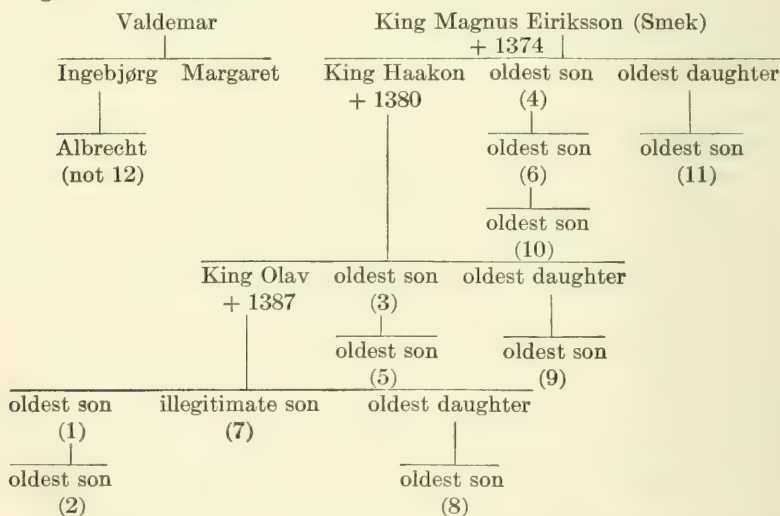 Valdemar King Magnus Eiriksson (Smek)
+ 1374
Ingebjørg Margaret King Haakon oldest son oldest daughter
+ 1380 (4)
Albrecht oldest son oldest son
(not 12) (6) (11)
oldest son
(10)
King Olav oldest son oldest daughter
+ 1387 (3)
oldest son oldest son
(5) (9)
oldest son illegitimate son oldest daughter
(1) (7)
oldest son oldest son
(2) (8)